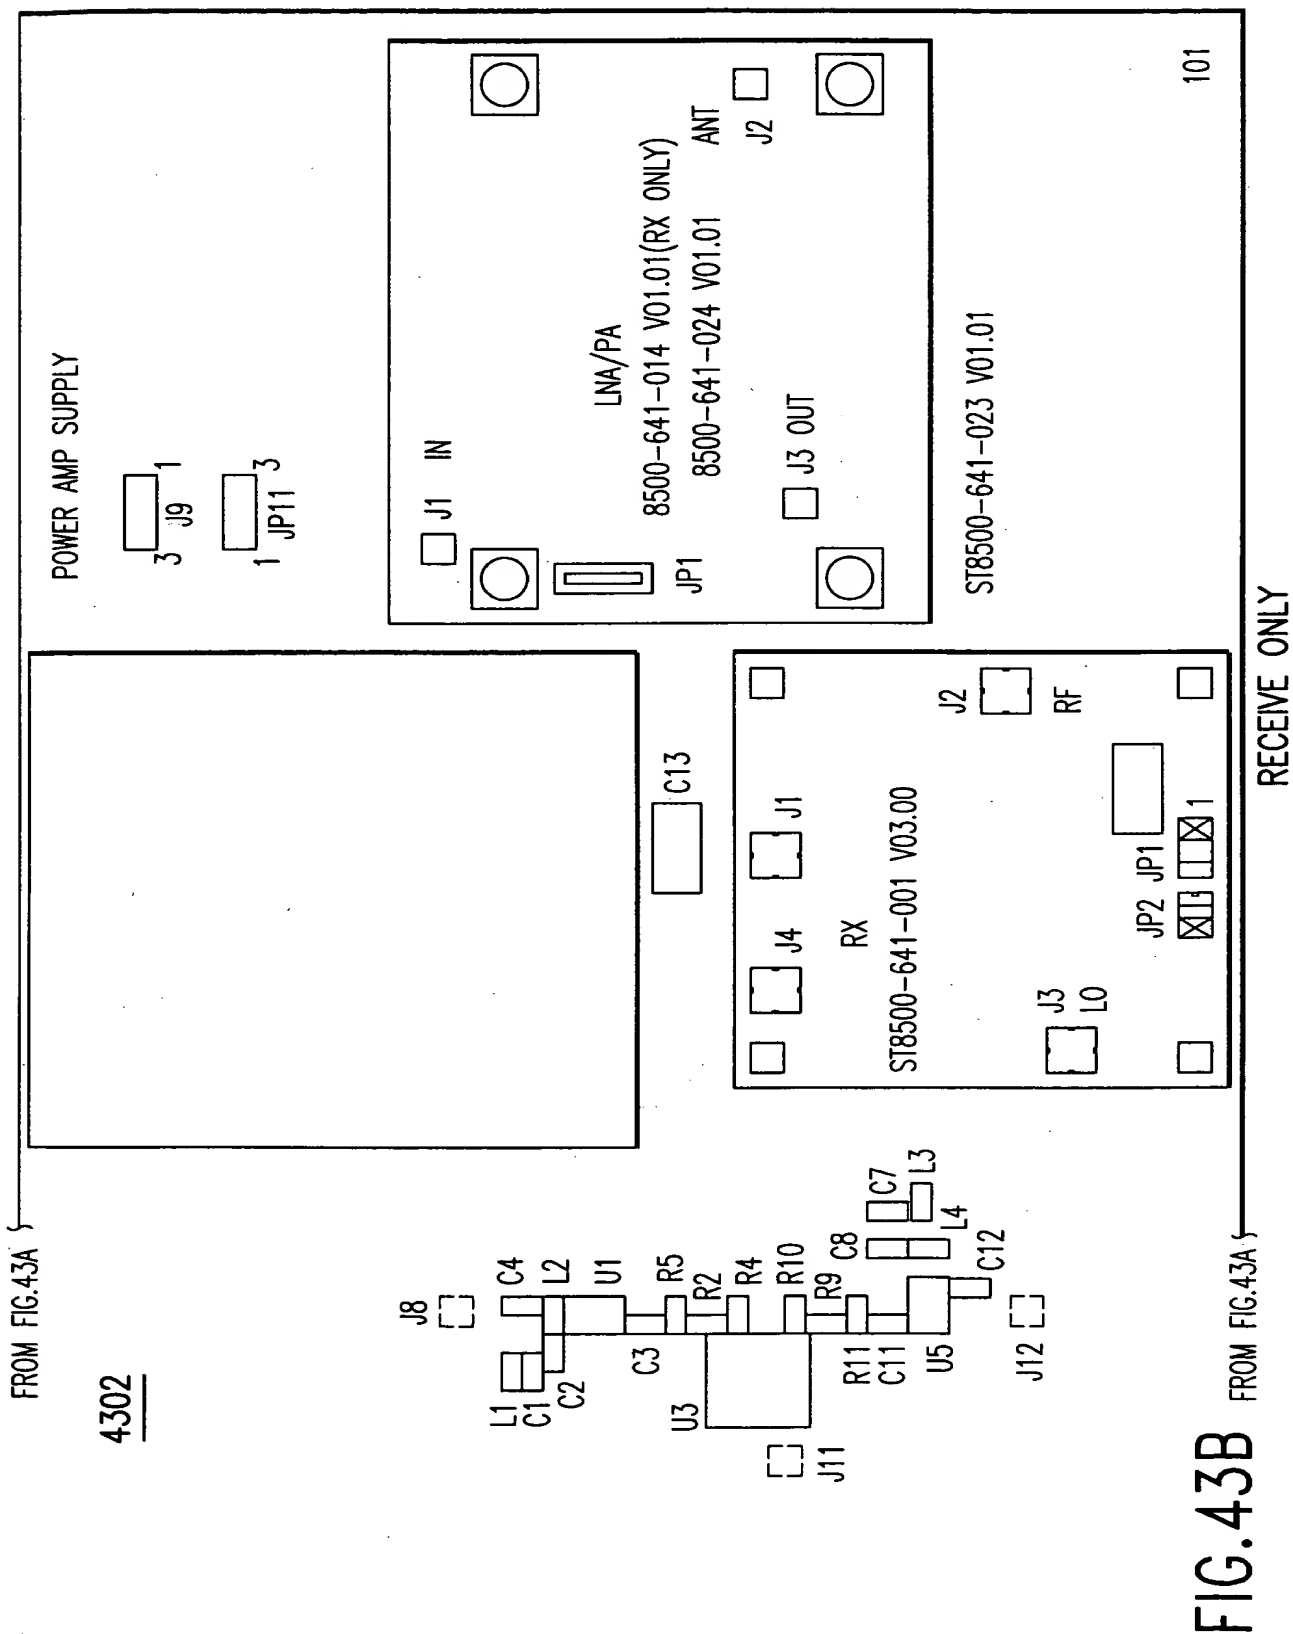 FROM FIG.43A
4302
J8
L1
C1
C2
C4
L2
U1
C3
R5
R2
R4
U3
J11
R10
R9
R11
C11
U5
C8
C7
L3
L4
C12
J12
FROM FIG.43A
C13
J4
J1
RX
ST8500-641-001 V03.00
J2
RF
J3
LO
JP2
JP1
1
POWER AMP SUPPLY
3
1
J9
1
3
JP11
J1
IN
JP1
LNA/PA
8500-641-014 V01.01(RX ONLY)
8500-641-024 V01.01
ANT
J2
J3 OUT
ST8500-641-023 V01.01
101
RECEIVE ONLY
FIG.43B